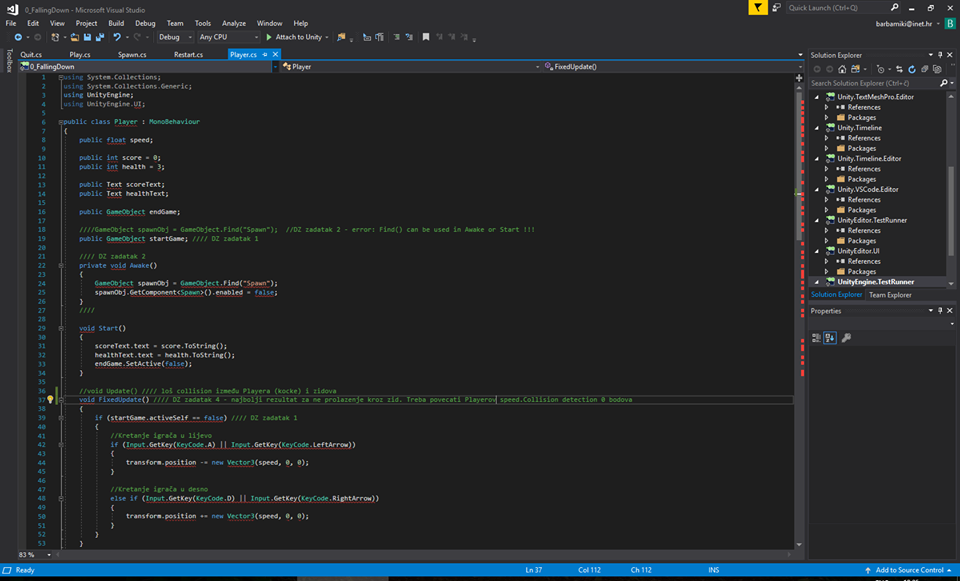 0_FallingDown - Microsoft Visual Studio
Quick Launch (Ctrl+Q)
File Edit View Project Build Debug Team Tools Analyze Window Help
barbamiki@inet.hr B
Debug Any CPU Attach to Unity
Toolbox
Quit.cs Play.cs Spawn.cs Restart.cs Player.cs
0_FallingDown Player FixedUpdate()
1 using System.Collections;
2 using System.Collections.Generic;
3 using UnityEngine;
4 using UnityEngine.UI;
5
6 public class Player : MonoBehaviour
7 {
8 public float speed;
9
10 public int score = 0;
11 public int health = 3;
12
13 public Text scoreText;
14 public Text healthText;
15
16 public GameObject endGame;
17
18 ////GameObject spawnObj = GameObject.Find("Spawn"); //DZ zadatak 2 - error: Find() can be used in Awake or Start !!!
19 public GameObject startGame; //// DZ zadatak 1
20
21 //// DZ zadatak 2
22 private void Awake()
23 {
24 GameObject spawnObj = GameObject.Find("Spawn");
25 spawnObj.GetComponent<Spawn>().enabled = false;
26 }
27 ////
28
29 void Start()
30 {
31 scoreText.text = score.ToString();
32 healthText.text = health.ToString();
33 endGame.SetActive(false);
34 }
35
36 //void Update() //// loš collision između Playera (kocke) i zidova
37 void FixedUpdate() //// DZ zadatak 4 - najbolji rezultat za ne prolazenje kroz zid. Treba povecati Playerov speed.Collision detection 0 bodova
38 {
39 if (startGame.activeSelf == false) //// DZ zadatak 1
40 {
41 //Kretanje igrača u lijevo
42 if (Input.GetKey(KeyCode.A) || Input.GetKey(KeyCode.LeftArrow))
43 {
44 transform.position -= new Vector3(speed, 0, 0);
45 }
46
47 //Kretanje igrača u desno
48 else if (Input.GetKey(KeyCode.D) || Input.GetKey(KeyCode.RightArrow))
49 {
50 transform.position += new Vector3(speed, 0, 0);
51 }
52 }
53 }
83 %
Solution Explorer
Search Solution Explorer (Ctrl+č)
Unity.TextMeshPro.Editor
References
Packages
Unity.Timeline
References
Packages
Unity.Timeline.Editor
References
Packages
Unity.VSCode.Editor
References
Packages
UnityEditor.TestRunner
References
Packages
UnityEditor.UI
References
Packages
UnityEngine.TestRunner
Solution Explorer Team Explorer
Properties
Ready Ln 37 Col 112 Ch 112 INS Add to Source Control